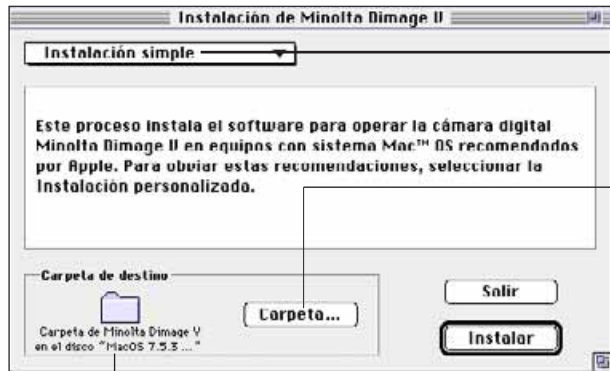 Instalación de Minolta Dimage V
Instalación simple
Este proceso instala el software para operar la cámara digital
Minolta Dimage V en equipos con sistema Mac™ OS recomendados
por Apple. Para obviar estas recomendaciones, seleccionar la
Instalación personalizada.
Carpeta de destino
Carpeta de Minolta Dimage V
en el disco "MacOS 7.5.3 ..."
Carpeta...
Salir
Instalar